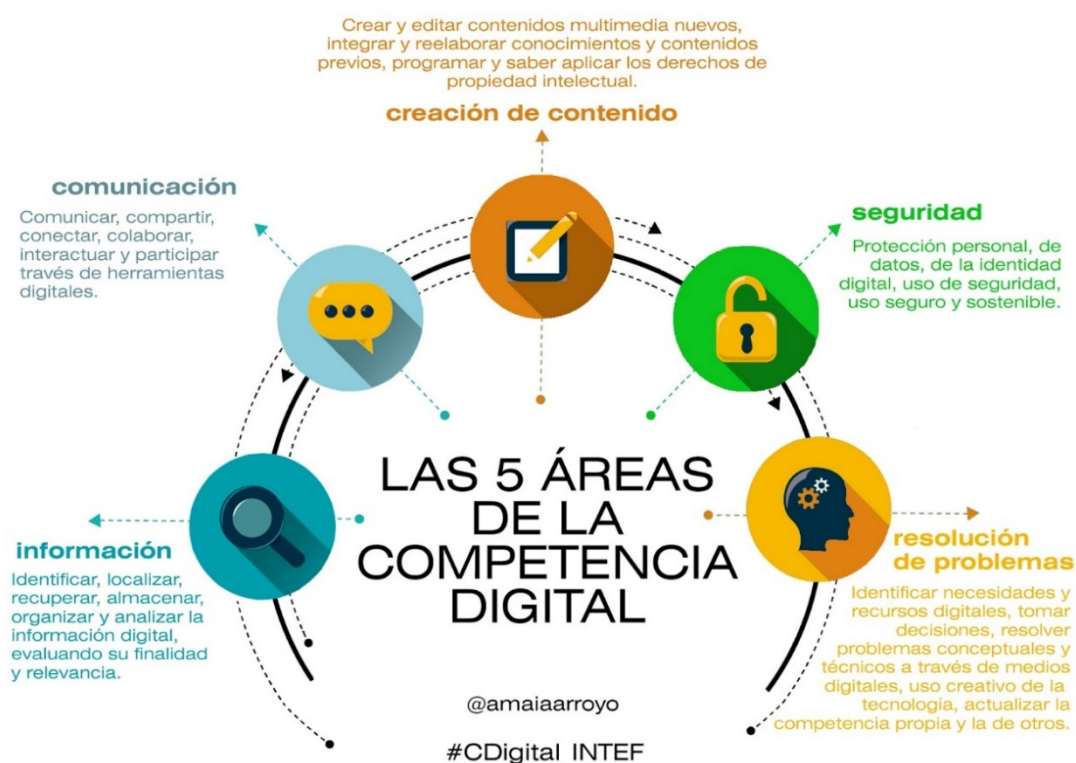 Crear y editar contenidos multimedia nuevos,
integrar y reelaborar conocimientos y contenidos
previos, programar y saber aplicar los derechos de
propiedad intelectual.
creación de contenido
comunicación
Comunicar, compartir,
conectar, colaborar,
interactuar y participar
través de herramientas
digitales.
seguridad
Protección personal, de
datos, de la identidad
digital, uso de seguridad,
uso seguro y sostenible.
información
Identificar, localizar,
recuperar, almacenar,
organizar y analizar la
información digital,
evaluando su finalidad
y relevancia.
LAS 5 ÁREAS
DE LA
COMPETENCIA
DIGITAL
resolución
de problemas
Identificar necesidades y
recursos digitales, tomar
decisiones, resolver
problemas conceptuales y
técnicos a través de medios
digitales, uso creativo de la
tecnología, actualizar la
competencia propia y la de otros.
@amaiaarroyo
#CDigital INTEF